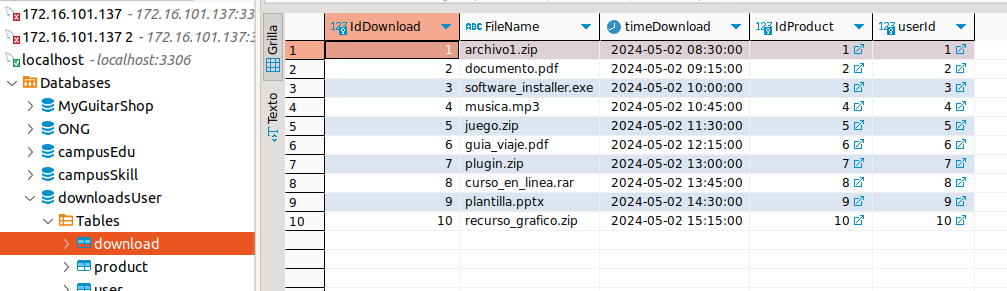 172.16.101.137 - 172.16.101.137:33
172.16.101.137 2 - 172.16.101.137:3
localhost - localhost:3306
Databases
MyGuitarShop
ONG
campusEdu
campusSkill
downloadsUser
Tables
download
product
user
Grilla
Texto
123 IdDownload ABC FileName timeDownload 123 IdProduct 123 userId
1 1 archivo1.zip 2024-05-02 08:30:00 1 1
2 2 documento.pdf 2024-05-02 09:15:00 2 2
3 3 software_installer.exe 2024-05-02 10:00:00 3 3
4 4 musica.mp3 2024-05-02 10:45:00 4 4
5 5 juego.zip 2024-05-02 11:30:00 5 5
6 6 guia_viaje.pdf 2024-05-02 12:15:00 6 6
7 7 plugin.zip 2024-05-02 13:00:00 7 7
8 8 curso_en_linea.rar 2024-05-02 13:45:00 8 8
9 9 plantilla.pptx 2024-05-02 14:30:00 9 9
10 10 recurso_grafico.zip 2024-05-02 15:15:00 10 10